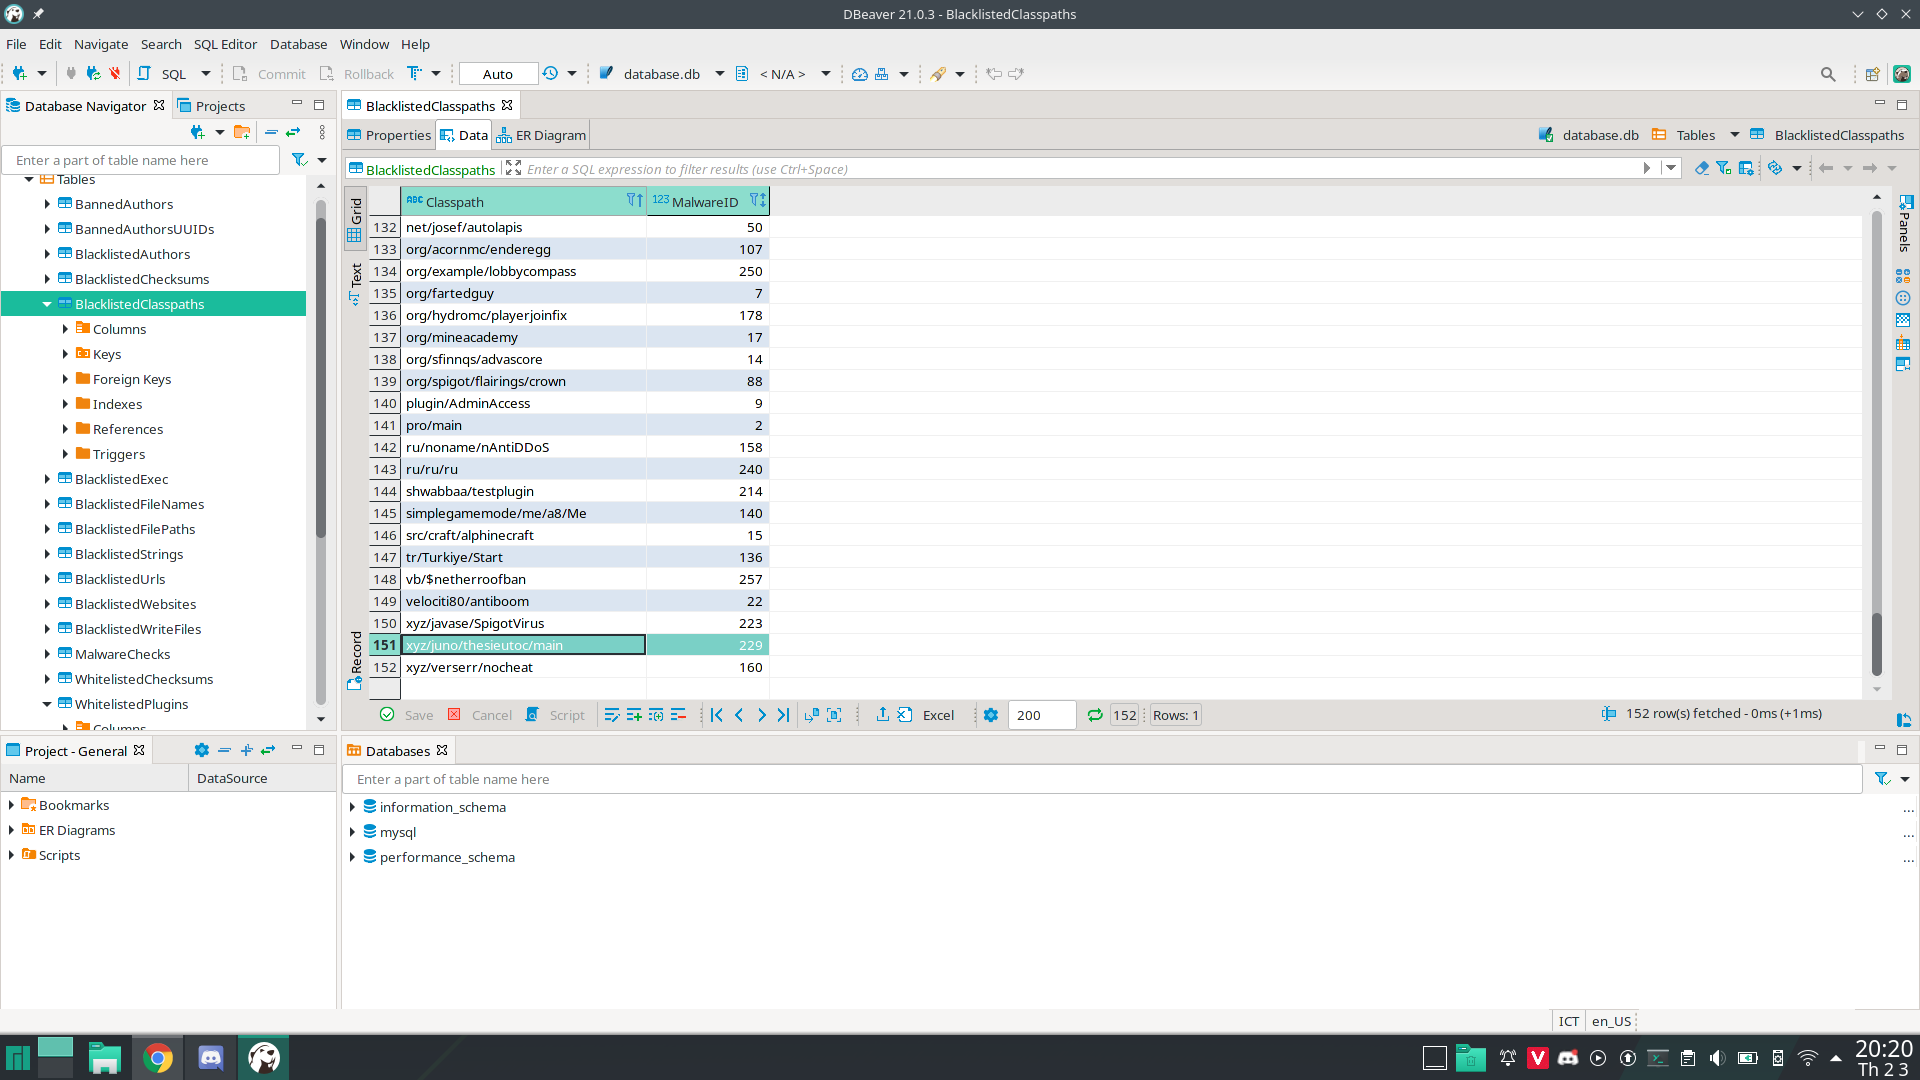 DBeaver 21.0.3 - BlacklistedClasspaths
File Edit Navigate Search SQL Editor Database Window Help
SQL Commit Rollback Auto database.db < N/A >
Database Navigator Projects
Enter a part of table name here
Tables
BannedAuthors
BannedAuthorsUUIDs
BlacklistedAuthors
BlacklistedChecksums
BlacklistedClasspaths
Columns
Keys
Foreign Keys
Indexes
References
Triggers
BlacklistedExec
BlacklistedFileNames
BlacklistedFilePaths
BlacklistedStrings
BlacklistedUrls
BlacklistedWebsites
BlacklistedWriteFiles
MalwareChecks
WhitelistedChecksums
WhitelistedPlugins
Columns
BlacklistedClasspaths
Properties Data ER Diagram database.db Tables BlacklistedClasspaths
BlacklistedClasspaths Enter a SQL expression to filter results (use Ctrl+Space)
Grid
Text
Record
Panels
ABC Classpath 123 MalwareID
132 net/josef/autolapis 50
133 org/acornmc/enderegg 107
134 org/example/lobbycompass 250
135 org/fartedguy 7
136 org/hydromc/playerjoinfix 178
137 org/mineacademy 17
138 org/sfinnqs/advascore 14
139 org/spigot/flairings/crown 88
140 plugin/AdminAccess 9
141 pro/main 2
142 ru/noname/nAntiDDoS 158
143 ru/ru/ru 240
144 shwabbaa/testplugin 214
145 simplegamemode/me/a8/Me 140
146 src/craft/alphinecraft 15
147 tr/Turkiye/Start 136
148 vb/$netherroofban 257
149 velociti80/antiboom 22
150 xyz/javase/SpigotVirus 223
151 xyz/juno/thesieutoc/main 229
152 xyz/verserr/nocheat 160
Save Cancel Script Excel 200 152 Rows: 1 152 row(s) fetched - 0ms (+1ms)
Project - General
Name DataSource
Bookmarks
ER Diagrams
Scripts
Databases
Enter a part of table name here
information_schema ...
mysql ...
performance_schema ...
ICT en_US
20:20
Th 2 3